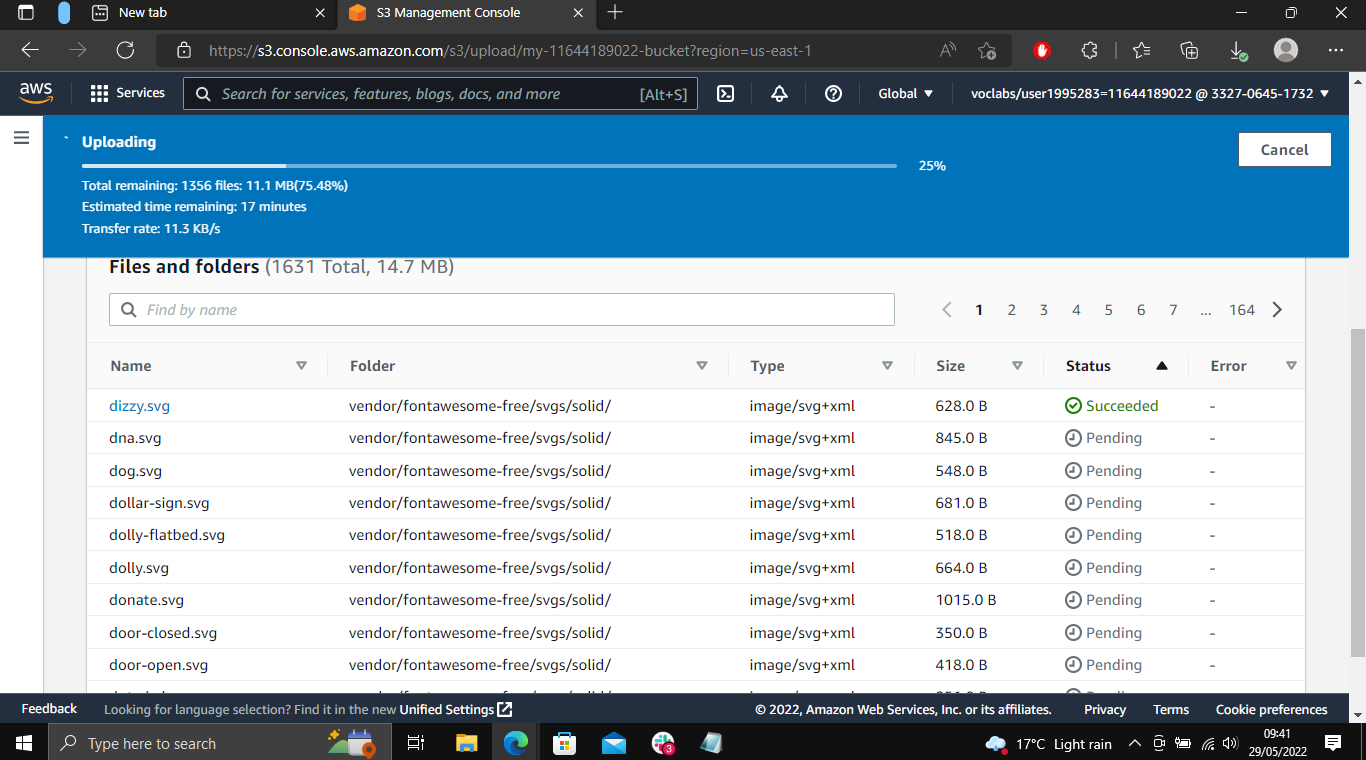 New tab
S3 Management Console
https://s3.console.aws.amazon.com/s3/upload/my-11644189022-bucket?region=us-east-1
aws Services Search for services, features, blogs, docs, and more [Alt+S] Global voclabs/user1995283=11644189022 @ 3327-0645-1732
Uploading
Cancel
25%
Total remaining: 1356 files: 11.1 MB(75.48%)
Estimated time remaining: 17 minutes
Transfer rate: 11.3 KB/s
Files and folders (1631 Total, 14.7 MB)
Find by name 1 2 3 4 5 6 7 ... 164
Name Folder Type Size Status Error
dizzy.svg vendor/fontawesome-free/svgs/solid/ image/svg+xml 628.0 B Succeeded -
dna.svg vendor/fontawesome-free/svgs/solid/ image/svg+xml 845.0 B Pending -
dog.svg vendor/fontawesome-free/svgs/solid/ image/svg+xml 548.0 B Pending -
dollar-sign.svg vendor/fontawesome-free/svgs/solid/ image/svg+xml 681.0 B Pending -
dolly-flatbed.svg vendor/fontawesome-free/svgs/solid/ image/svg+xml 518.0 B Pending -
dolly.svg vendor/fontawesome-free/svgs/solid/ image/svg+xml 664.0 B Pending -
donate.svg vendor/fontawesome-free/svgs/solid/ image/svg+xml 1015.0 B Pending -
door-closed.svg vendor/fontawesome-free/svgs/solid/ image/svg+xml 350.0 B Pending -
door-open.svg vendor/fontawesome-free/svgs/solid/ image/svg+xml 418.0 B Pending -
Feedback Looking for language selection? Find it in the new Unified Settings © 2022, Amazon Web Services, Inc. or its affiliates. Privacy Terms Cookie preferences
Type here to search 3 17°C Light rain 09:41
29/05/2022